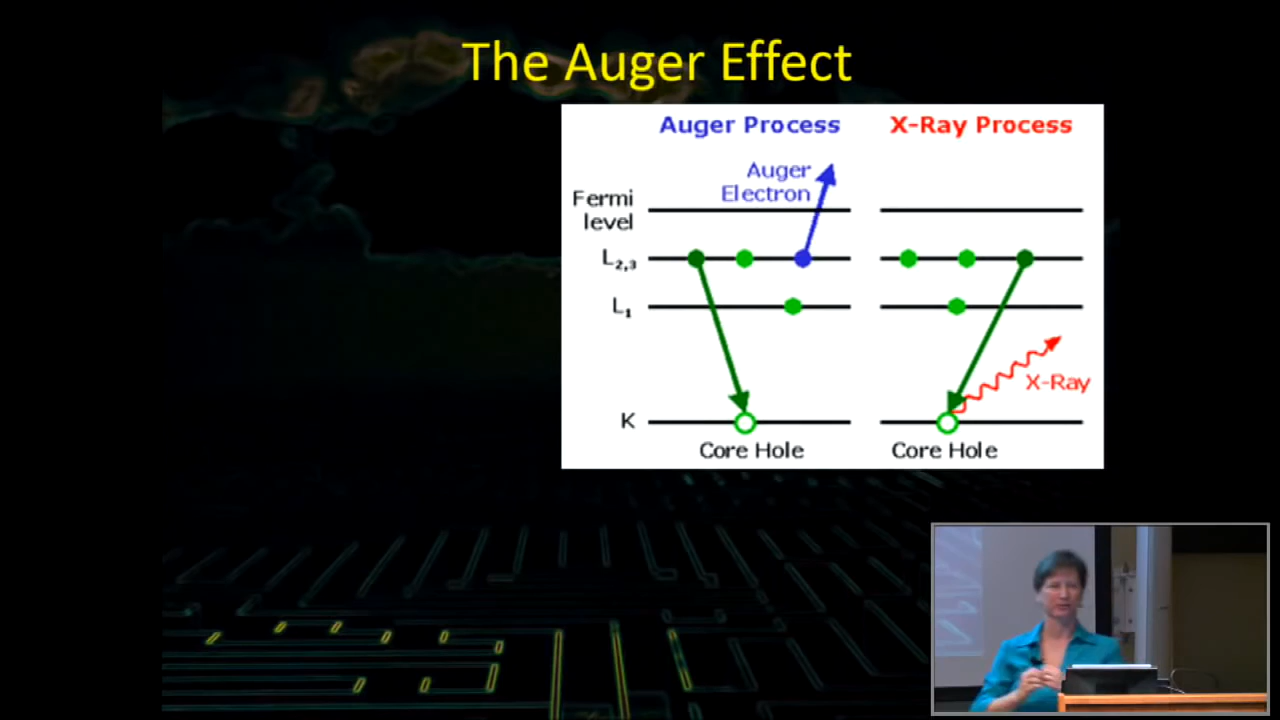 The Auger Effect
Auger Process
X-Ray Process
Auger
Electron
Fermi
level
L2,3
L1
K
X-Ray
Core Hole
Core Hole